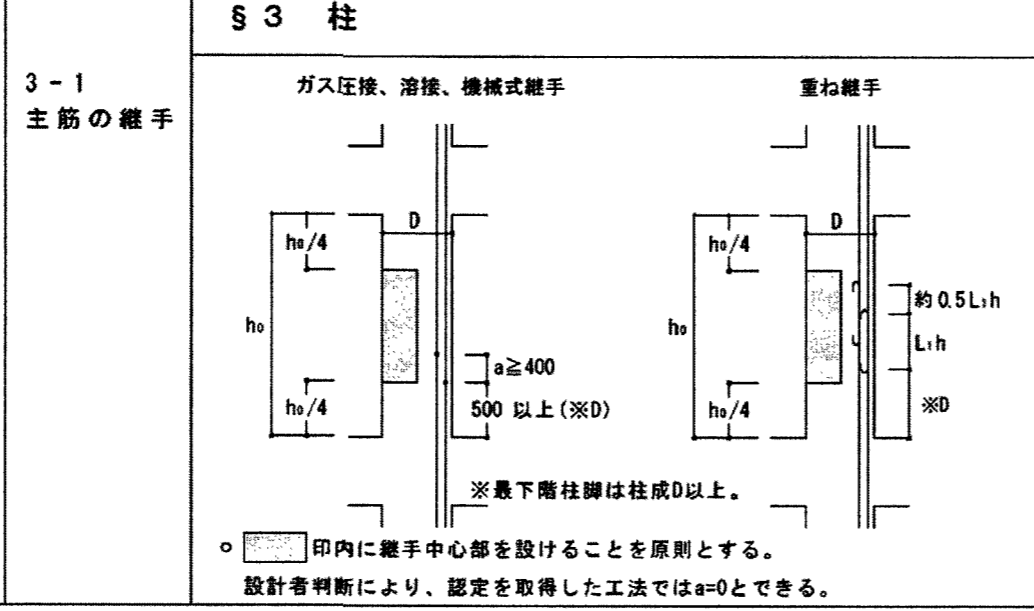 §3 柱
3-1
主筋の継手
ガス圧接、溶接、機械式継手
重ね継手
D
h₀/4
h₀
h₀/4
a≧400
500 以上(※D)
D
h₀/4
h₀
h₀/4
約0.5L₁h
L₁h
※D
※最下階柱脚は柱成D以上。
○ 印内に継手中心部を設けることを原則とする。
設計者判断により、認定を取得した工法ではa=0とできる。